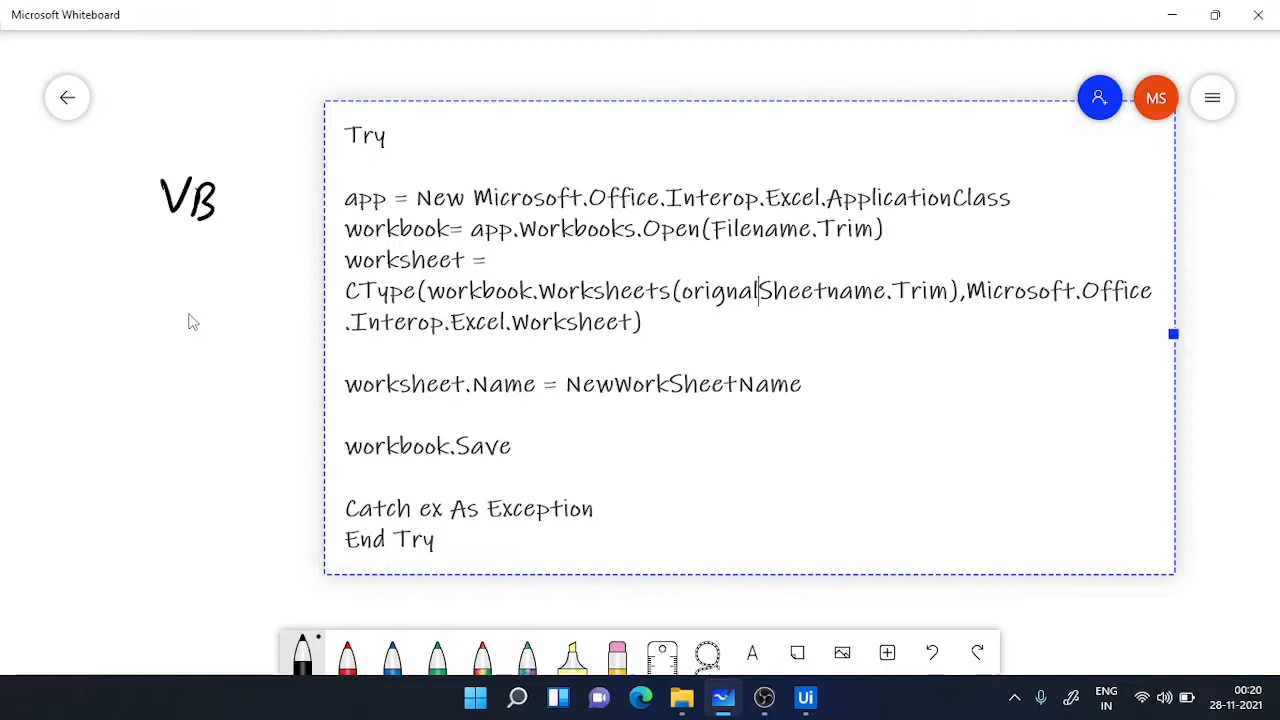 Microsoft Whiteboard
MS
VB
Try
app = New Microsoft.Office.Interop.Excel.ApplicationClass
workbook= app.Workbooks.Open(Filename.Trim)
worksheet =
CType(workbook.Worksheets(orignalSheetname.Trim),Microsoft.Office
.Interop.Excel.Worksheet)
worksheet.Name = NewWorkSheetName
workbook.Save
Catch ex As Exception
End Try
A
Ui
ENG
IN
00:20
28-11-2021